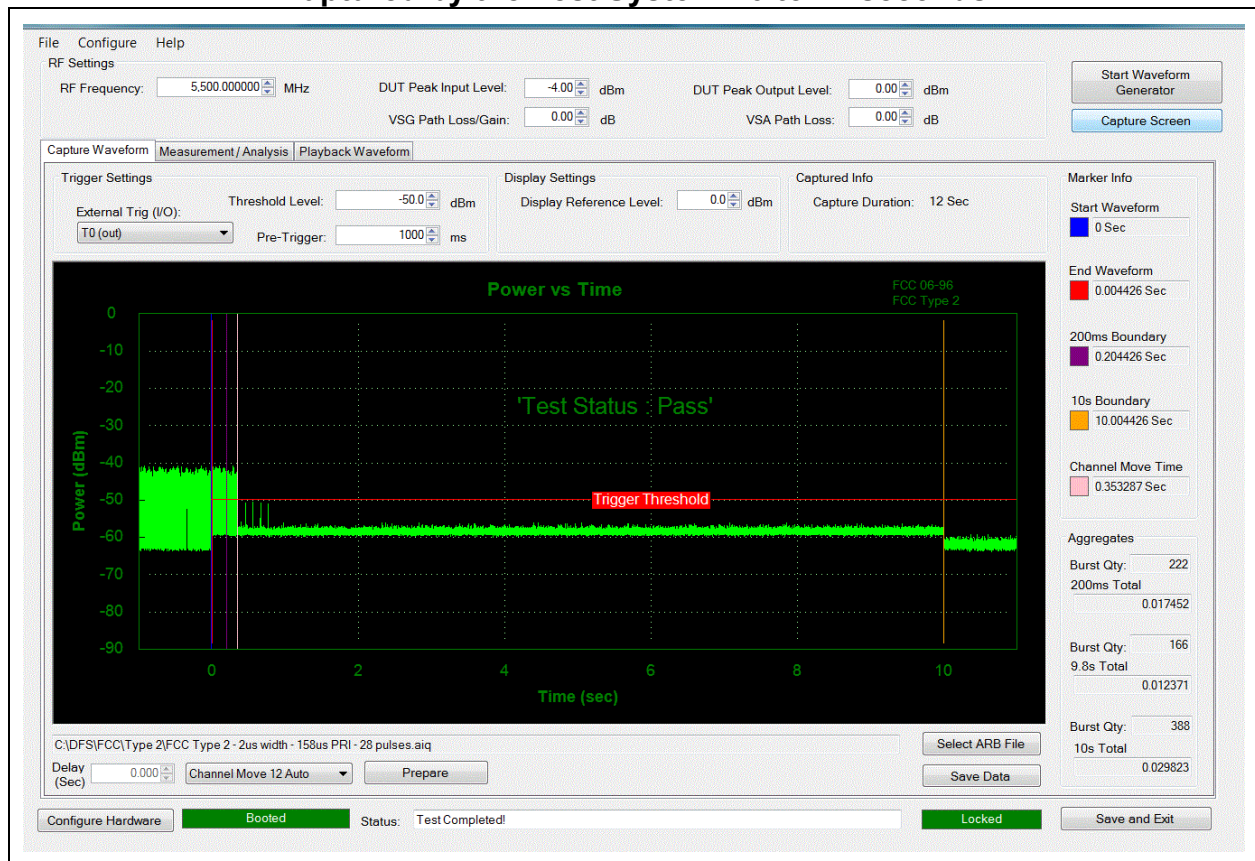 File Configure Help
RF Settings
RF Frequency: 5,500.000000 MHz DUT Peak Input Level: -4.00 dBm DUT Peak Output Level: 0.00 dBm
VSG Path Loss/Gain: 0.00 dB VSA Path Loss: 0.00 dB
Start Waveform
Generator
Capture Screen
Capture Waveform Measurement / Analysis Playback Waveform
Trigger Settings
Threshold Level: -50.0 dBm
External Trig (I/O):
T0 (out)
Pre-Trigger: 1000 ms
Display Settings
Display Reference Level: 0.0 dBm
Captured Info
Capture Duration: 12 Sec
Marker Info
Start Waveform
0 Sec
End Waveform
0.004426 Sec
200ms Boundary
0.204426 Sec
10s Boundary
10.004426 Sec
Channel Move Time
0.353287 Sec
Aggregates
Burst Qty: 222
200ms Total
0.017452
Burst Qty: 166
9.8s Total
0.012371
Burst Qty: 388
10s Total
0.029823
Power vs Time
FCC 06-96
FCC Type 2
'Test Status : Pass'
Trigger Threshold
Power (dBm)
0
-10
-20
-30
-40
-50
-60
-70
-80
-90
0 2 4 6 8 10
Time (sec)
C:\DFS\FCC\Type 2\FCC Type 2 - 2us width - 158us PRI - 28 pulses.aiq
Select ARB File
Delay
(Sec)
0.000 Channel Move 12 Auto Prepare
Save Data
Configure Hardware Booted Status: Test Completed! Locked Save and Exit